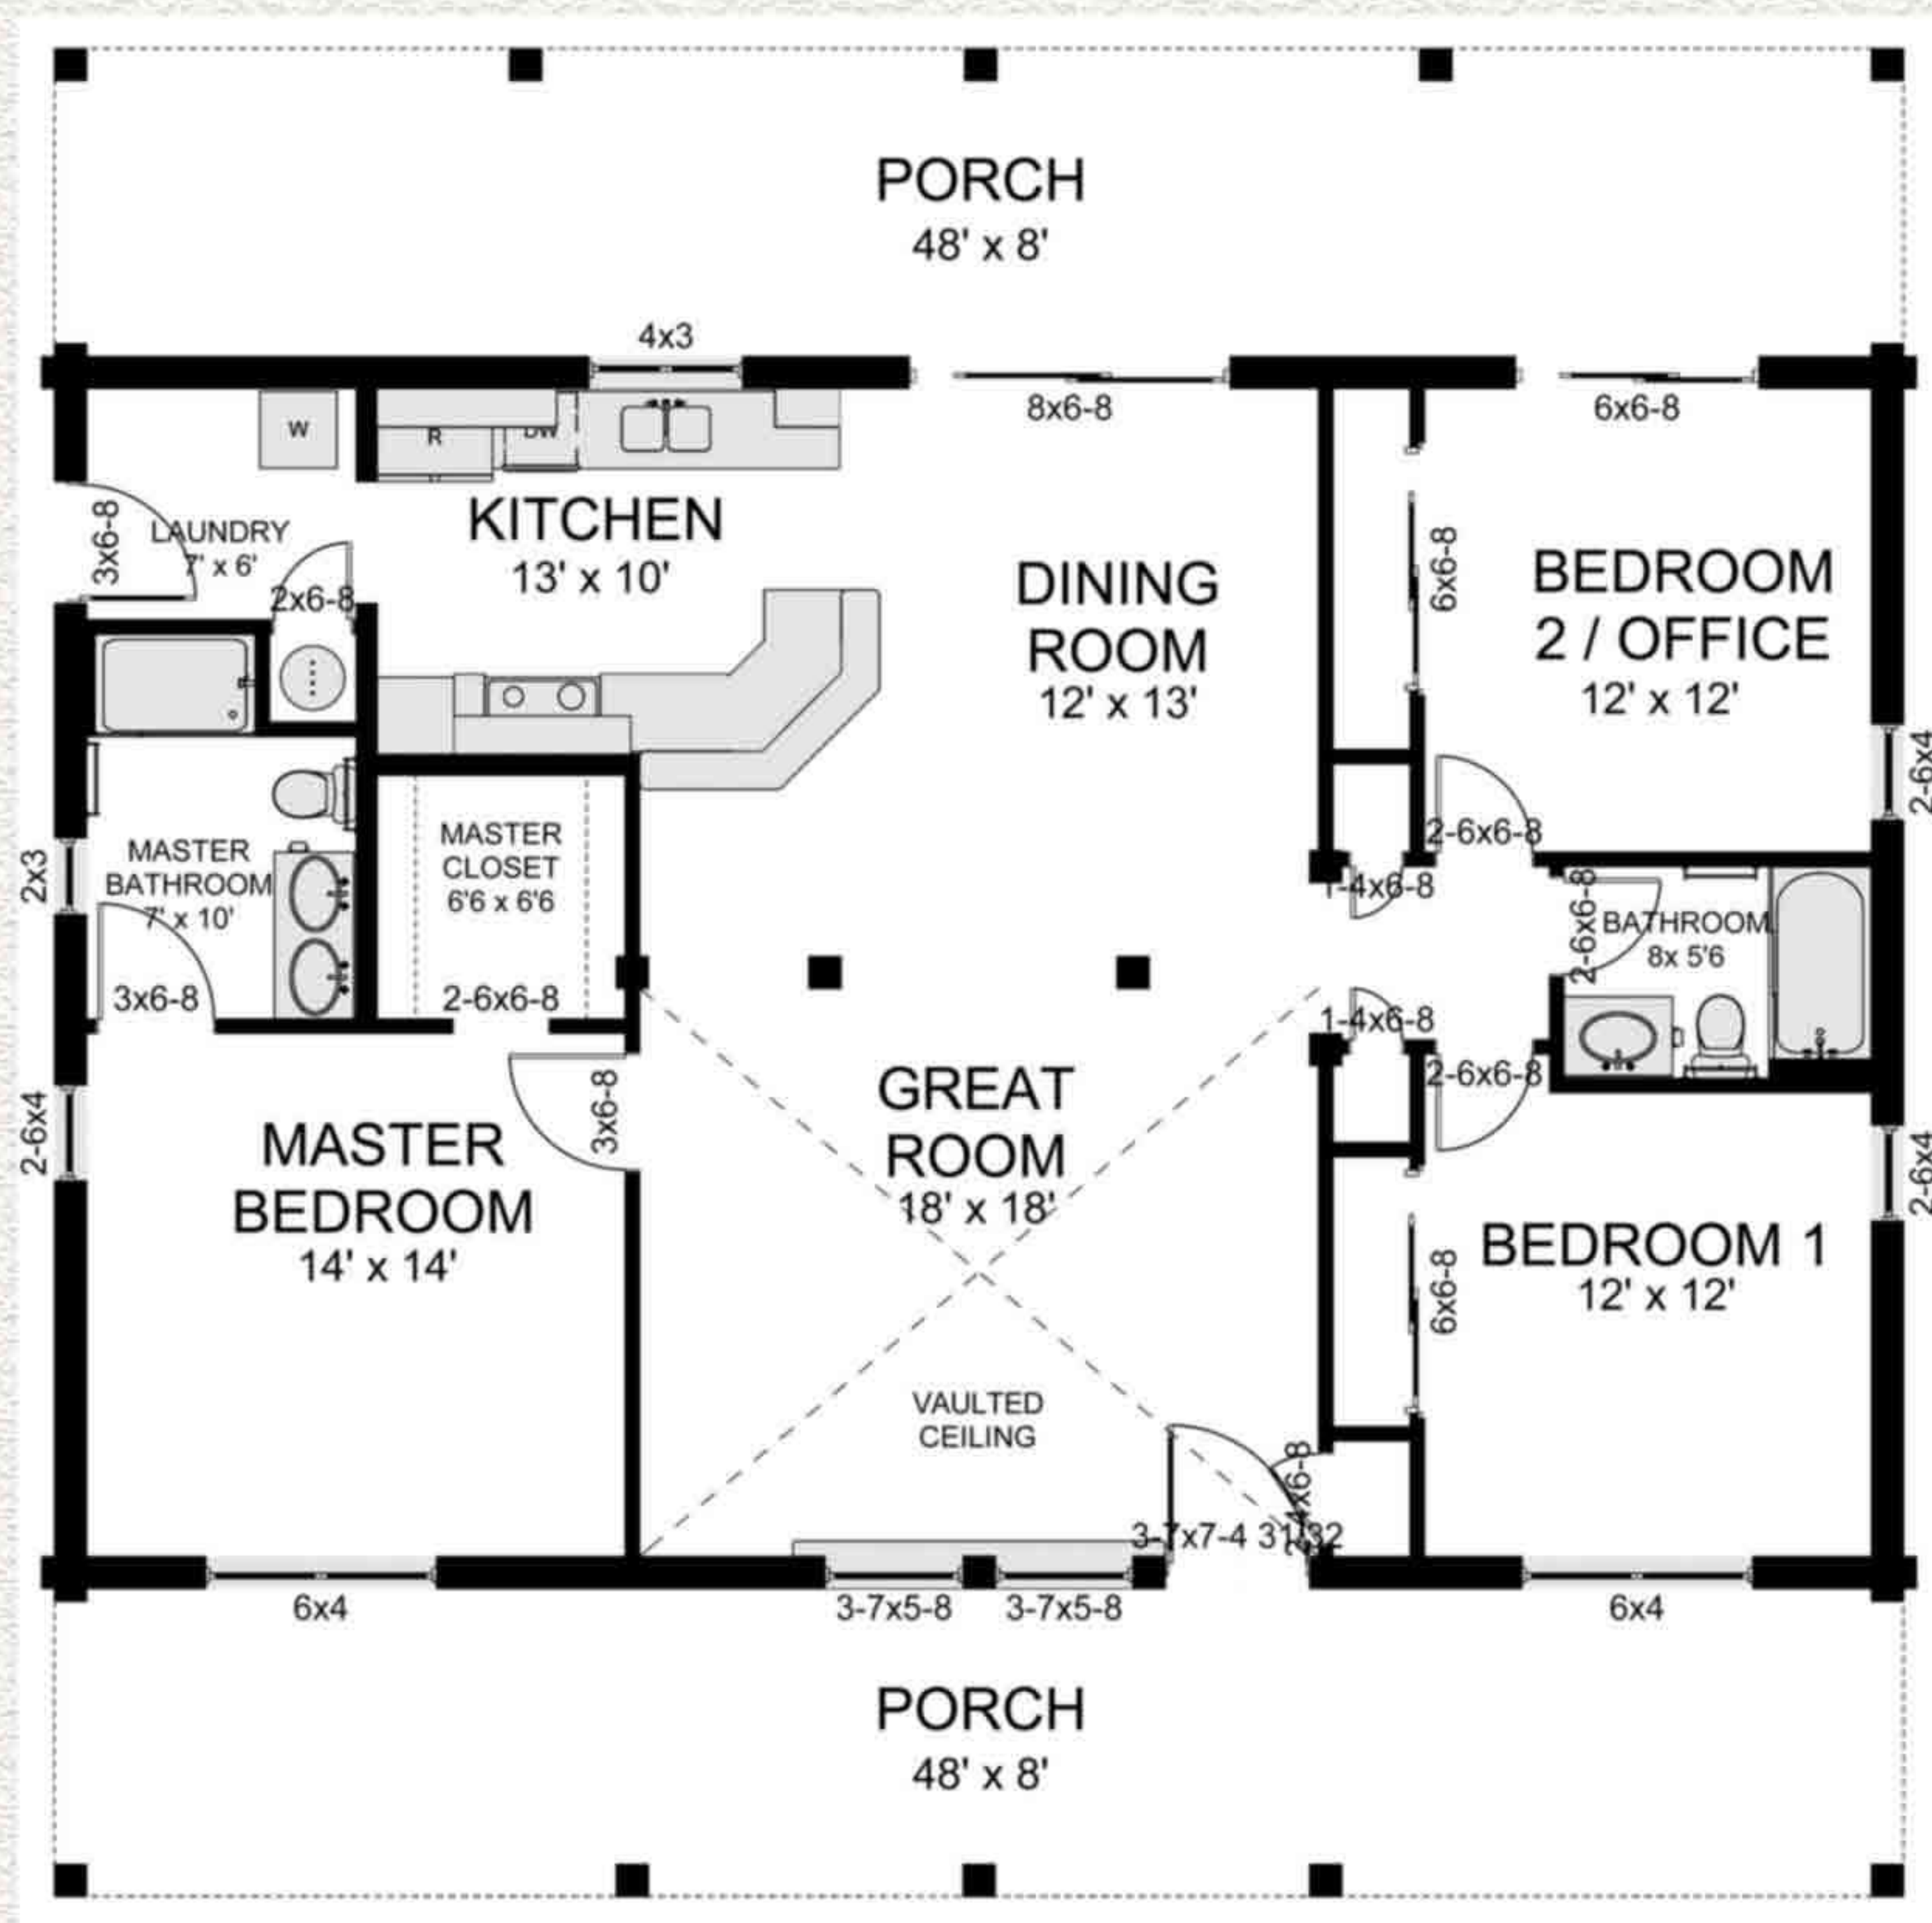 PORCH
48' x 8'
4x3
8x6-8
6x6-8
W
R
DW
3x6-8
LAUNDRY
7' x 6'
2x6-8
KITCHEN
13' x 10'
DINING
ROOM
12' x 13'
6x6-8
BEDROOM
2 / OFFICE
12' x 12'
2-6x4
2-6x6-8
2x3
MASTER
BATHROOM
7' x 10'
3x6-8
MASTER
CLOSET
6'6 x 6'6
2-6x6-8
1-4x6-8
2-6x6-8
BATHROOM
8x 5'6
1-4x6-8
2-6x6-8
2-6x4
MASTER
BEDROOM
14' x 14'
3x6-8
GREAT
ROOM
18' x 18'
VAULTED
CEILING
6x6-8
BEDROOM 1
12' x 12'
2-6x4
3-7x7-4 31/32
6x4
3-7x5-8
3-7x5-8
6x4
PORCH
48' x 8'